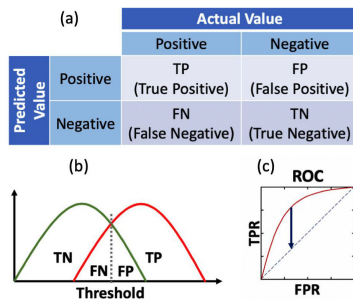 (a)
Actual Value
Positive Negative
Predicted Value
Positive
TP
(True Positive)
FP
(False Positive)
Negative
FN
(False Negative)
TN
(True Negative)
(b)
TN
FN
FP
TP
Threshold
(c)
ROC
TPR
FPR